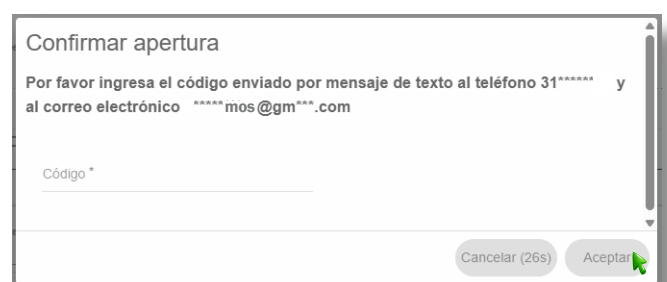 Confirmar apertura
Por favor ingresa el código enviado por mensaje de texto al teléfono 31****** y
al correo electrónico *****mos@gm***.com
Código *
Cancelar (26s) Aceptar